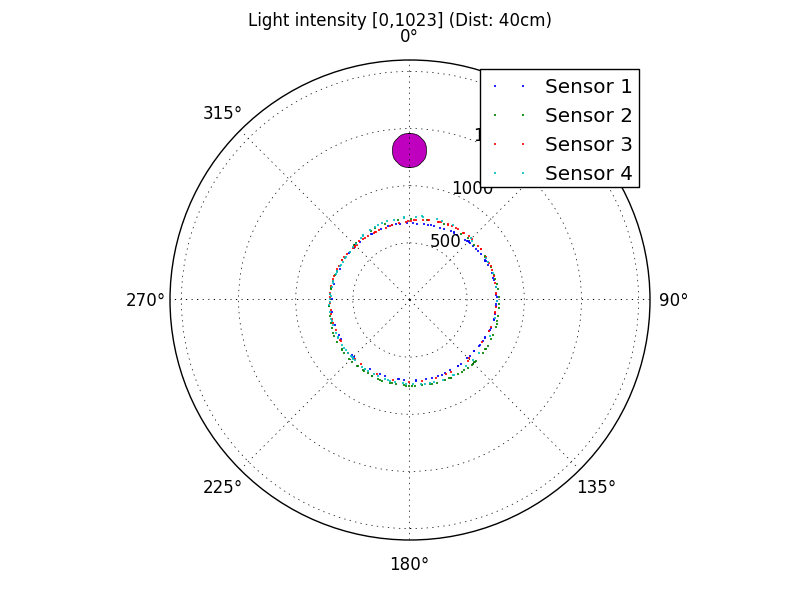 Light intensity [0,1023] (Dist: 40cm)
0°
315°
Sensor 1
Sensor 2
Sensor 3
Sensor 4
1000
500
270°
90°
225°
135°
180°